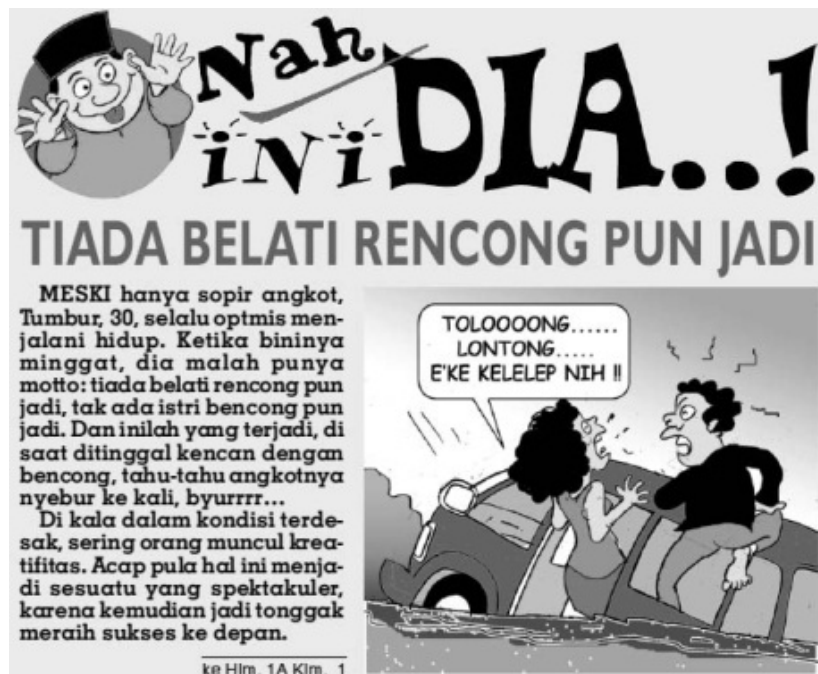 Nah
ini DIA..!
TIADA BELATI RENCONG PUN JADI
MESKI hanya sopir angkot,
Tumbur, 30, selalu optmis men-
jalani hidup. Ketika bininya
minggat, dia malah punya
motto: tiada belati rencong pun
jadi, tak ada istri bencong pun
jadi. Dan inilah yang terjadi, di
saat ditinggal kencan dengan
bencong, tahu-tahu angkotnya
nyebur ke kali, byurrrr...
Di kala dalam kondisi terde-
sak, sering orang muncul krea-
tifitas. Acap pula hal ini menja-
di sesuatu yang spektakuler,
karena kemudian jadi tonggak
meraih sukses ke depan.
ke Hlm. 1A Klm. 1
TOLOOOONG......
LONTONG.....
E'KE KELELEP NIH !!